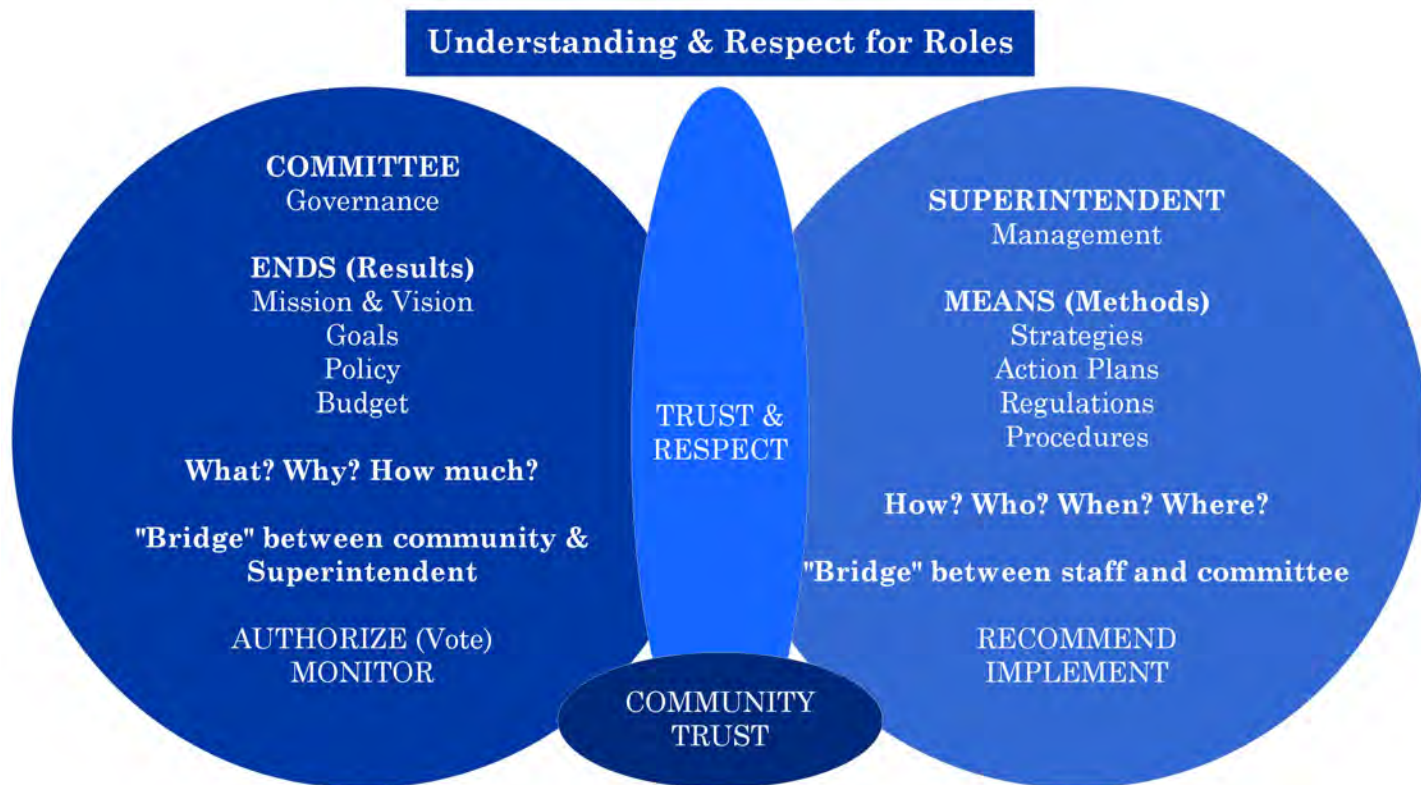 Understanding & Respect for Roles
COMMITTEE
Governance
ENDS (Results)
Mission & Vision
Goals
Policy
Budget
What? Why? How much?
"Bridge" between community &
Superintendent
AUTHORIZE (Vote)
MONITOR
TRUST &
RESPECT
COMMUNITY
TRUST
SUPERINTENDENT
Management
MEANS (Methods)
Strategies
Action Plans
Regulations
Procedures
How? Who? When? Where?
"Bridge" between staff and committee
RECOMMEND
IMPLEMENT